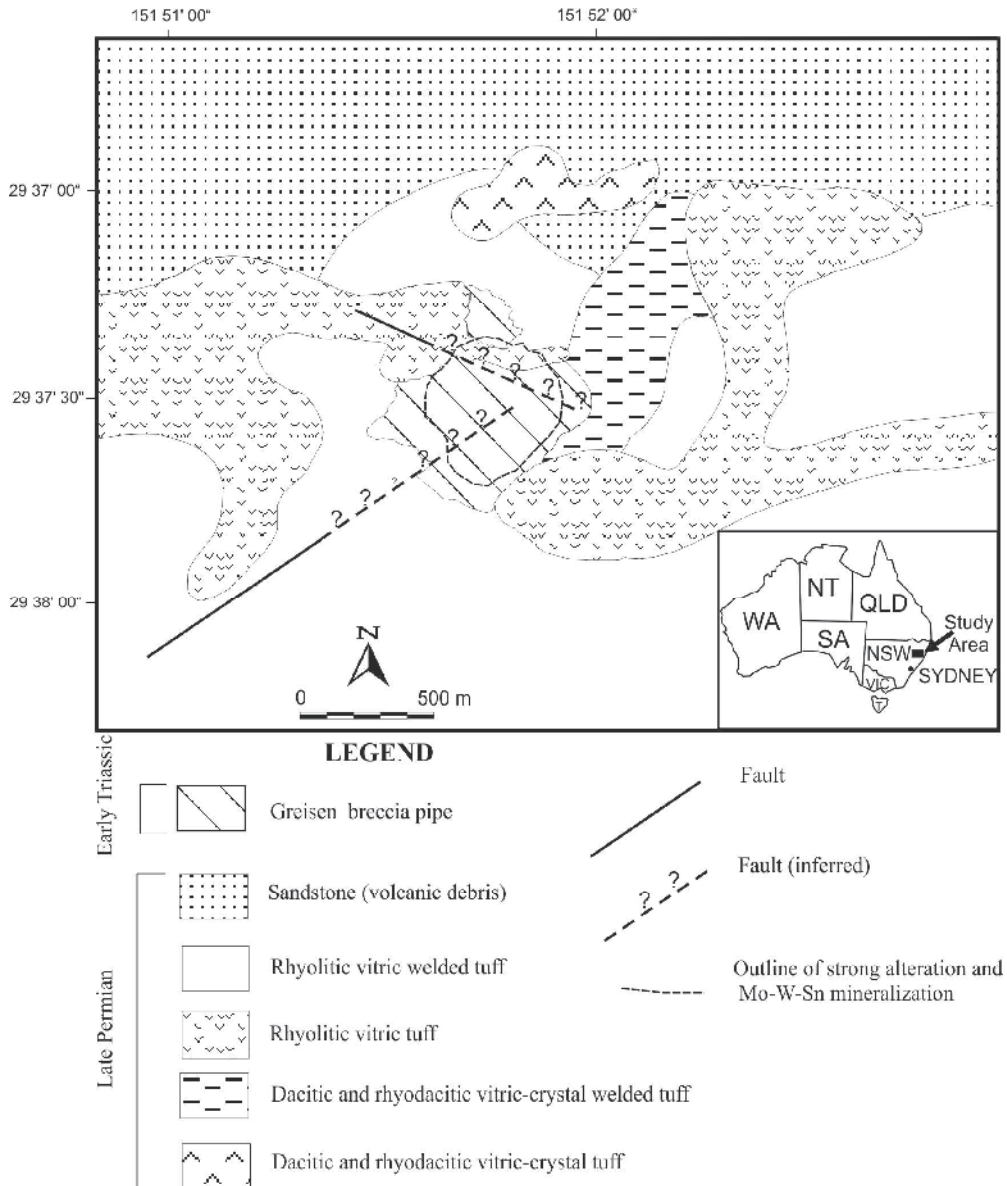 151 51' 00"
151 52' 00"
29 37' 00"
29 37' 30"
29 38' 00"
? ? ? ? ?
? ? ? ? ?
N
0 500 m
WA
NT
QLD
SA
NSW
VIC
T
Study
Area
SYDNEY
LEGEND
Early Triassic
Greisen breccia pipe
Late Permian
Sandstone (volcanic debris)
Rhyolitic vitric welded tuff
Rhyolitic vitric tuff
Dacitic and rhyodacitic vitric-crystal welded tuff
Dacitic and rhyodacitic vitric-crystal tuff
Fault
? ?
Fault (inferred)
Outline of strong alteration and
Mo-W-Sn mineralization